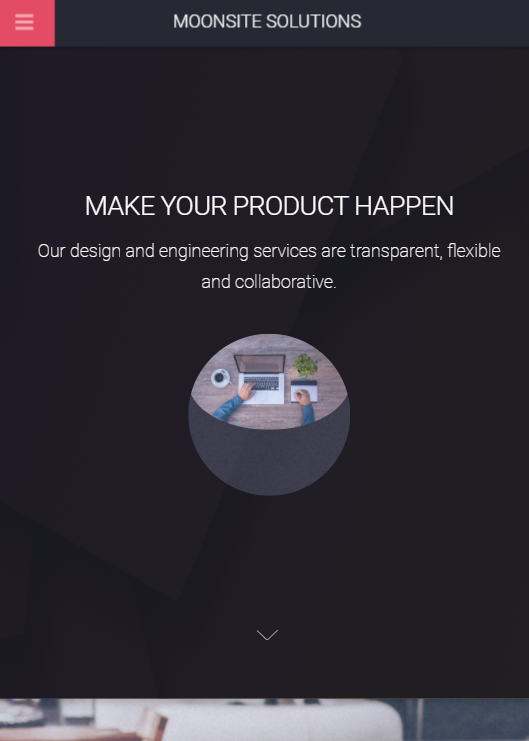 MOONSITE SOLUTIONS
MAKE YOUR PRODUCT HAPPEN
Our design and engineering services are transparent, flexible
and collaborative.